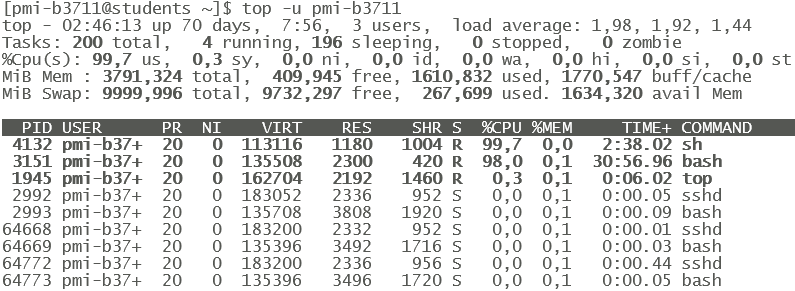 [pmi-b3711@students ~]$ top -u pmi-b3711
top - 02:46:13 up 70 days,  7:56,  3 users,  load average: 1,98, 1,92, 1,44
Tasks: 200 total,   4 running, 196 sleeping,   0 stopped,   0 zombie
%Cpu(s): 99,7 us,  0,3 sy,  0,0 ni,  0,0 id,  0,0 wa,  0,0 hi,  0,0 si,  0,0 st
MiB Mem : 3791,324 total,  409,945 free, 1610,832 used, 1770,547 buff/cache
MiB Swap: 9999,996 total, 9732,297 free,  267,699 used. 1634,320 avail Mem
PID USER      PR  NI    VIRT    RES    SHR S  %CPU %MEM     TIME+ COMMAND
4132 pmi-b37+  20   0  113116   1180   1004 R  99,7  0,0   2:38.02 sh
3151 pmi-b37+  20   0  135508   2300    420 R  98,0  0,1  30:56.96 bash
1945 pmi-b37+  20   0  162704   2192   1460 R   0,3  0,1   0:06.02 top
2992 pmi-b37+  20   0  183052   2336    952 S   0,0  0,1   0:00.05 sshd
2993 pmi-b37+  20   0  135708   3808   1920 S   0,0  0,1   0:00.09 bash
64668 pmi-b37+  20   0  183200   2332    952 S   0,0  0,1   0:00.01 sshd
64669 pmi-b37+  20   0  135396   3492   1716 S   0,0  0,1   0:00.03 bash
64772 pmi-b37+  20   0  183200   2336    956 S   0,0  0,1   0:00.44 sshd
64773 pmi-b37+  20   0  135396   3496   1720 S   0,0  0,1   0:00.05 bash